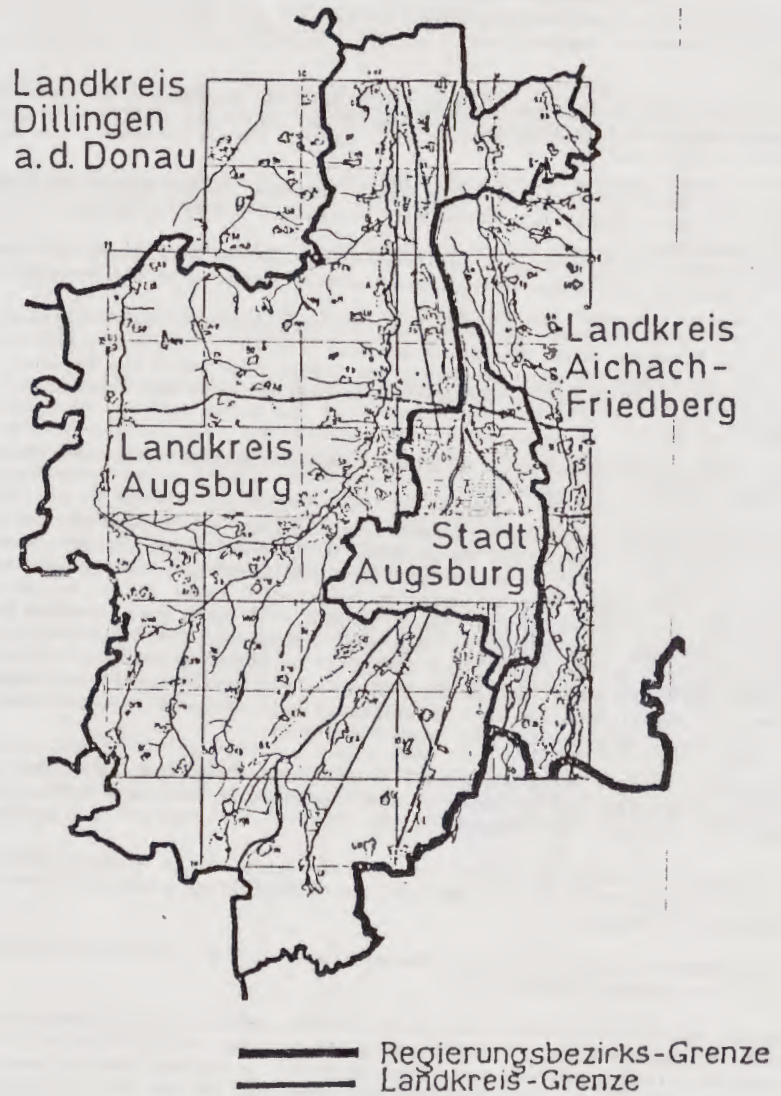 Landkreis
Dillingen
a.d. Donau
Landkreis
Aichach-
Friedberg
Landkreis
Augsburg
Stadt
Augsburg
Regierungsbezirks-Grenze
Landkreis-Grenze